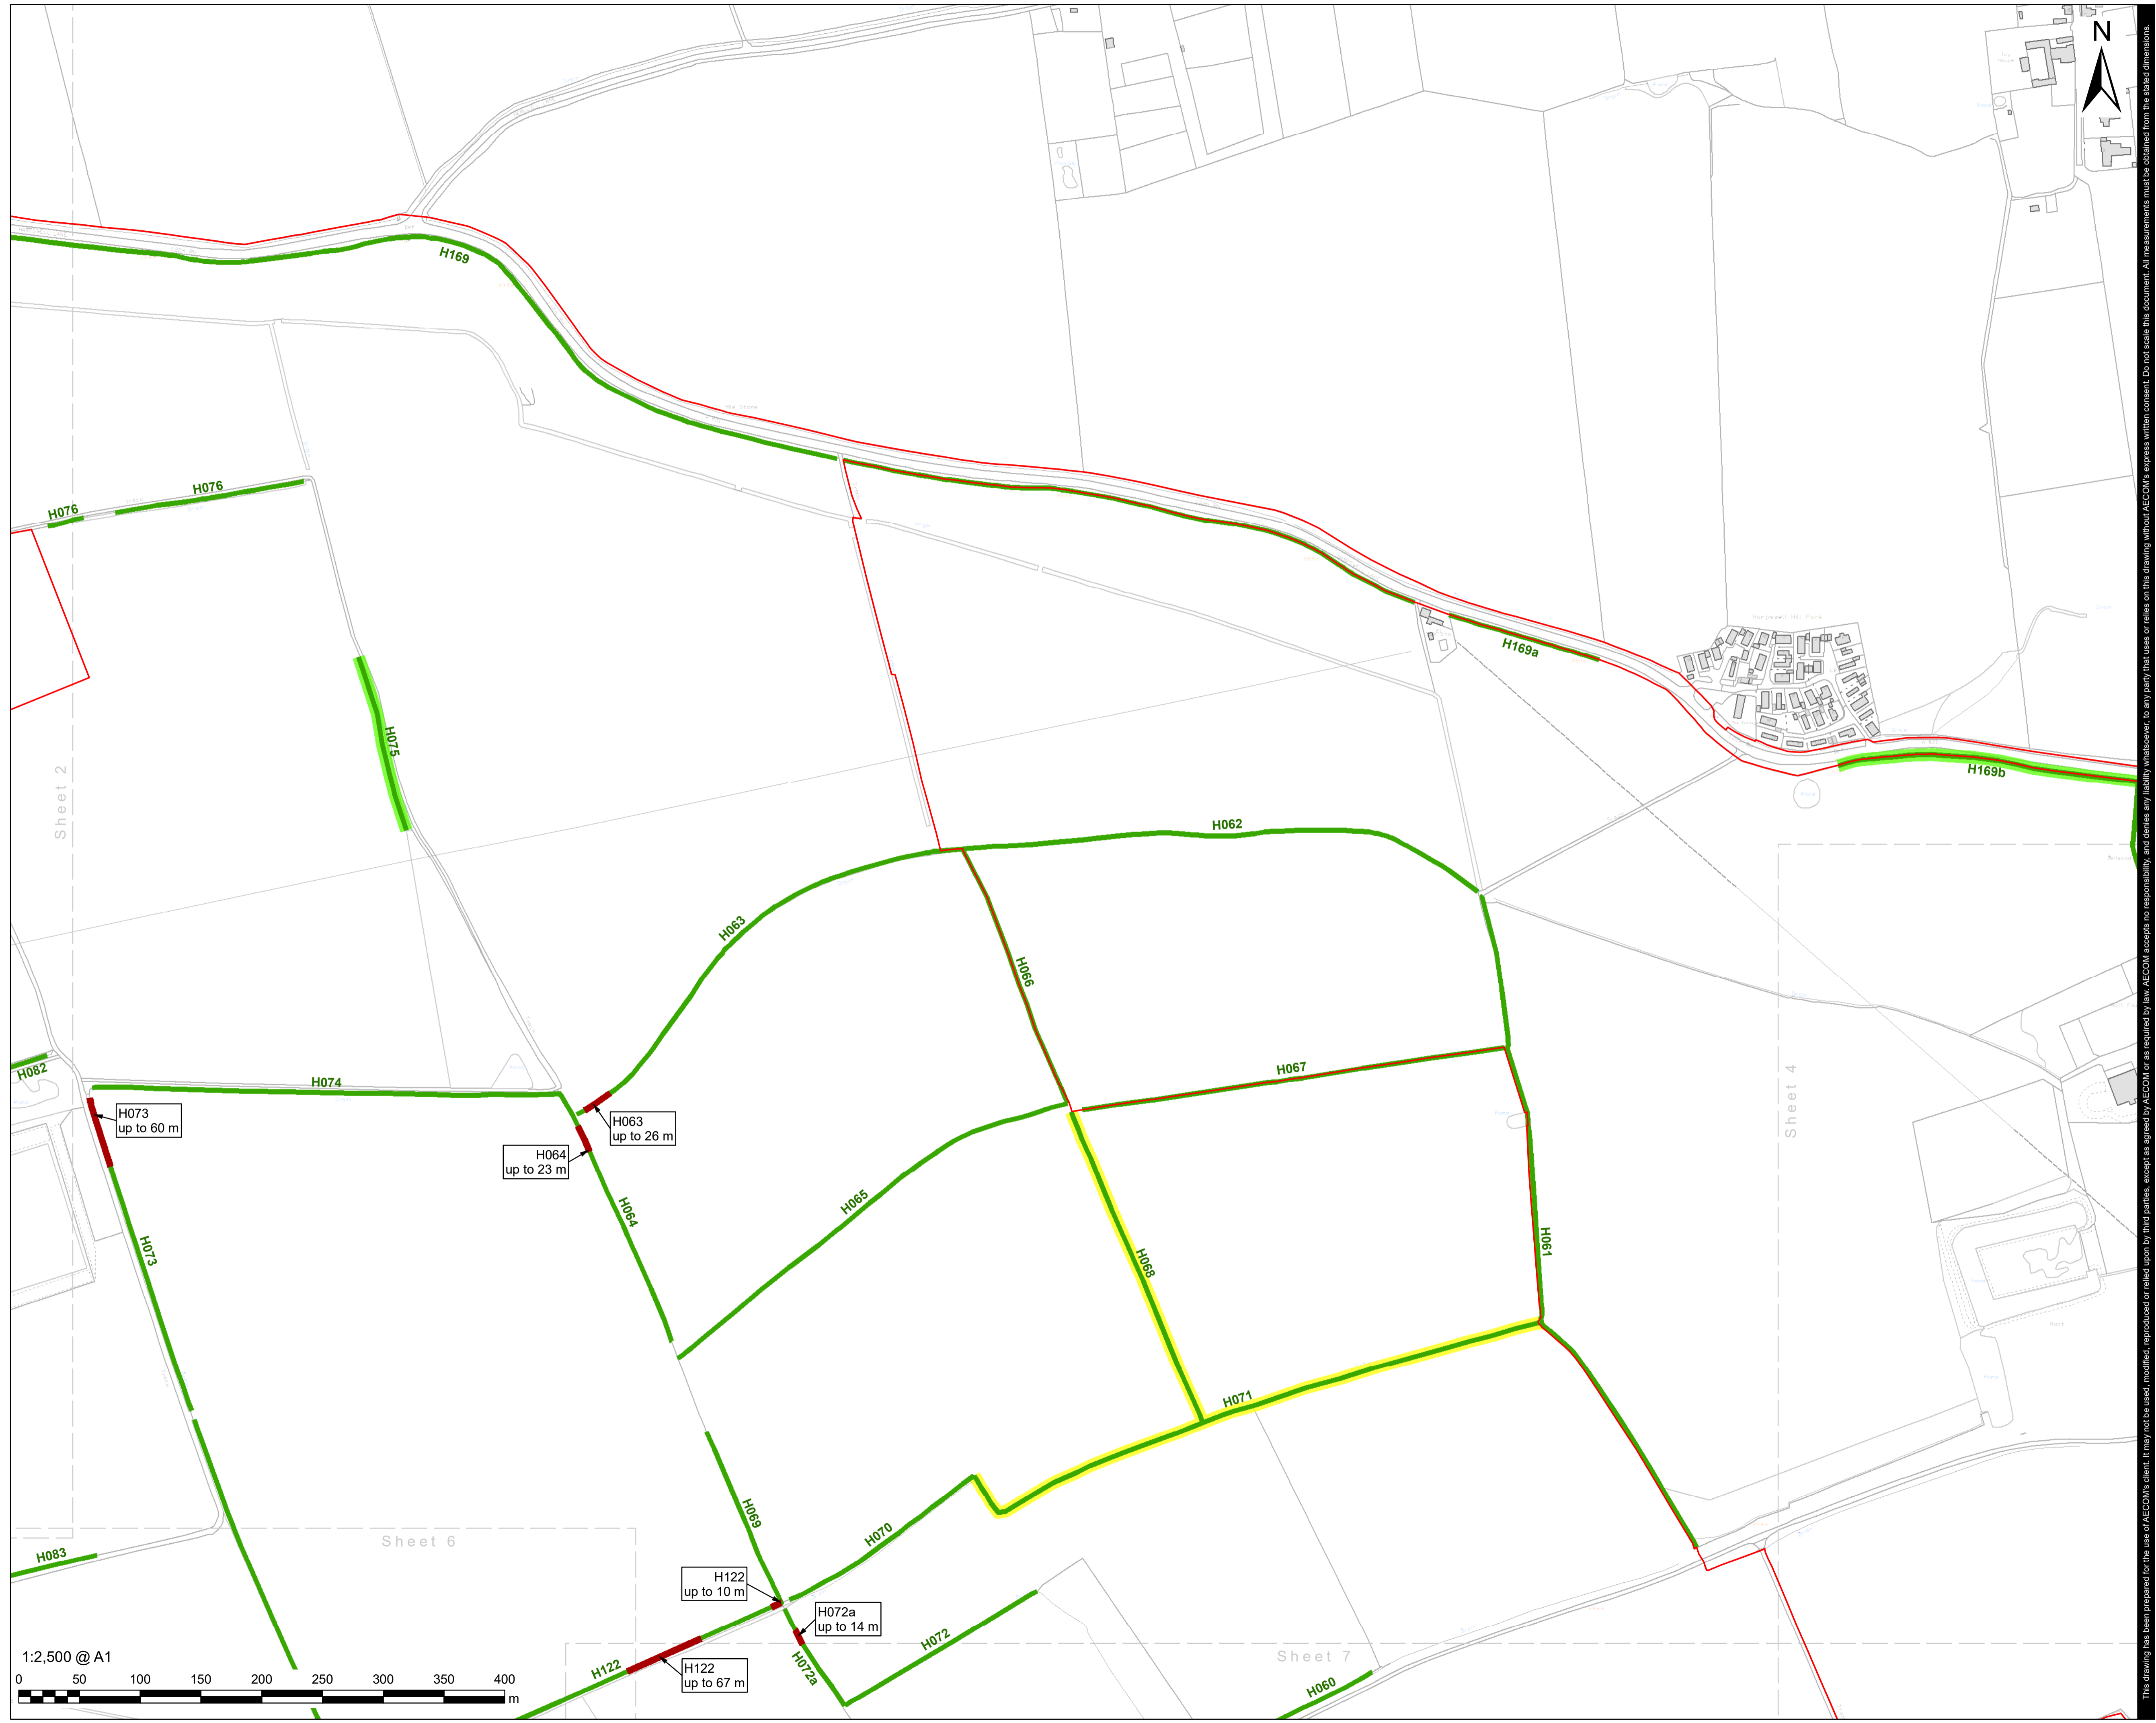 N
H169
H076
H076
H169a
H075
H169b
Sheet 2
H062
H063
H066
H082
H074
H067
Sheet 4
H073
up to 60 m
H063
up to 26 m
H064
up to 23 m
H064
H065
H073
H068
H061
H071
H069
H070
Sheet 6
H083
H122
up to 10 m
H072a
up to 14 m
H072
Sheet 7
H122
H072a
H122
up to 67 m
H060
1:2,500 @ A1
0 50 100 150 200 250 300 350 400
m
This drawing has been prepared for the use of AECOM's client. It may not be used, modified, reproduced or relied upon by third parties, except as agreed by AECOM or as required by law. AECOM accepts no responsibility, and denies any liability whatsoever, to any party that uses or relies on this drawing without AECOM's express written consent. Do not scale this document. All measurements must be obtained from the stated dimensions.